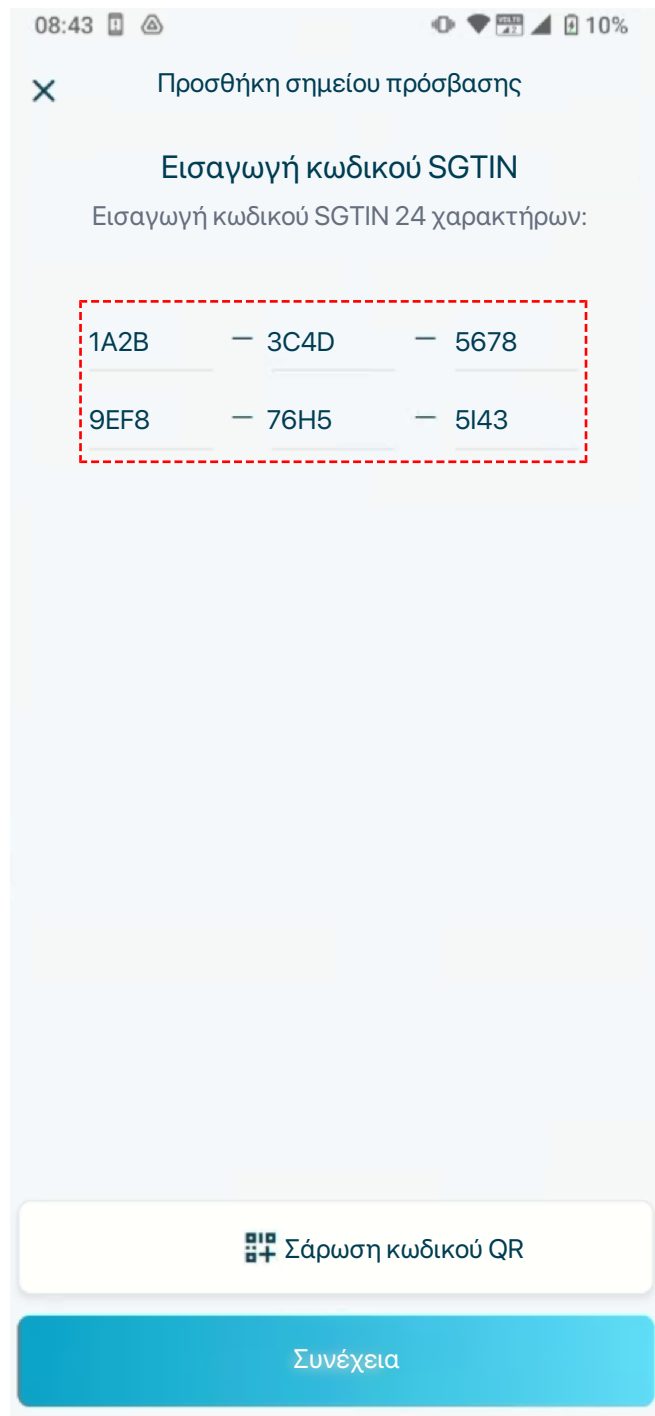 08:43 10%
Προσθήκη σημείου πρόσβασης
Εισαγωγή κωδικού SGTIN
Εισαγωγή κωδικού SGTIN 24 χαρακτήρων:
1A2B – 3C4D – 5678
9EF8 – 76H5 – 5I43
Σάρωση κωδικού QR
Συνέχεια